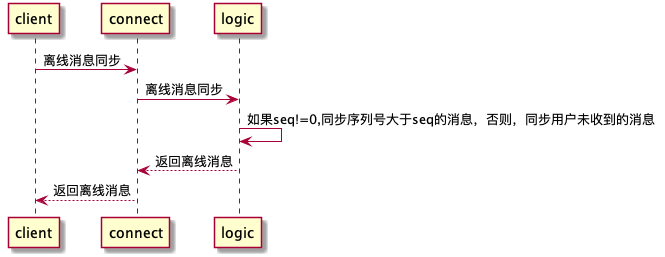 client connect logic
离线消息同步
离线消息同步
如果seq!=0,同步序列号大于seq的消息，否则，同步用户未收到的消息
返回离线消息
返回离线消息
client connect logic